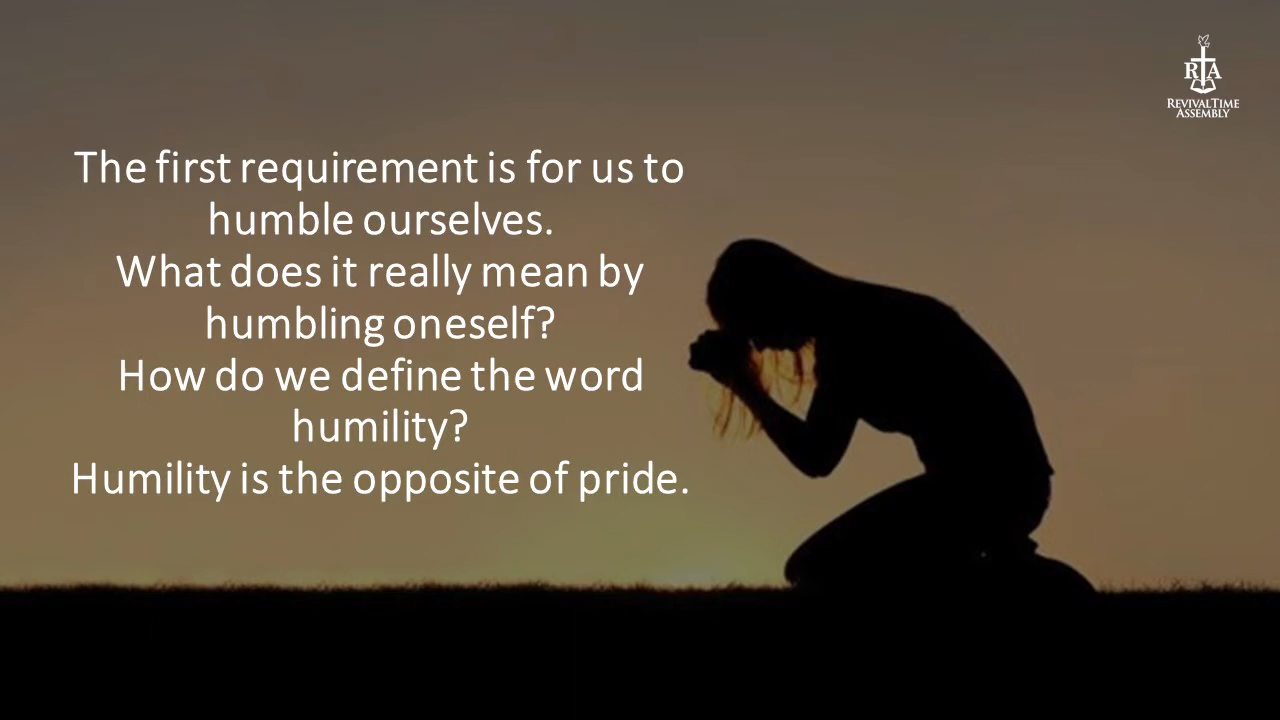 RTA
REVIVALTIME
ASSEMBLY
The first requirement is for us to
humble ourselves.
What does it really mean by
humbling oneself?
How do we define the word
humility?
Humility is the opposite of pride.